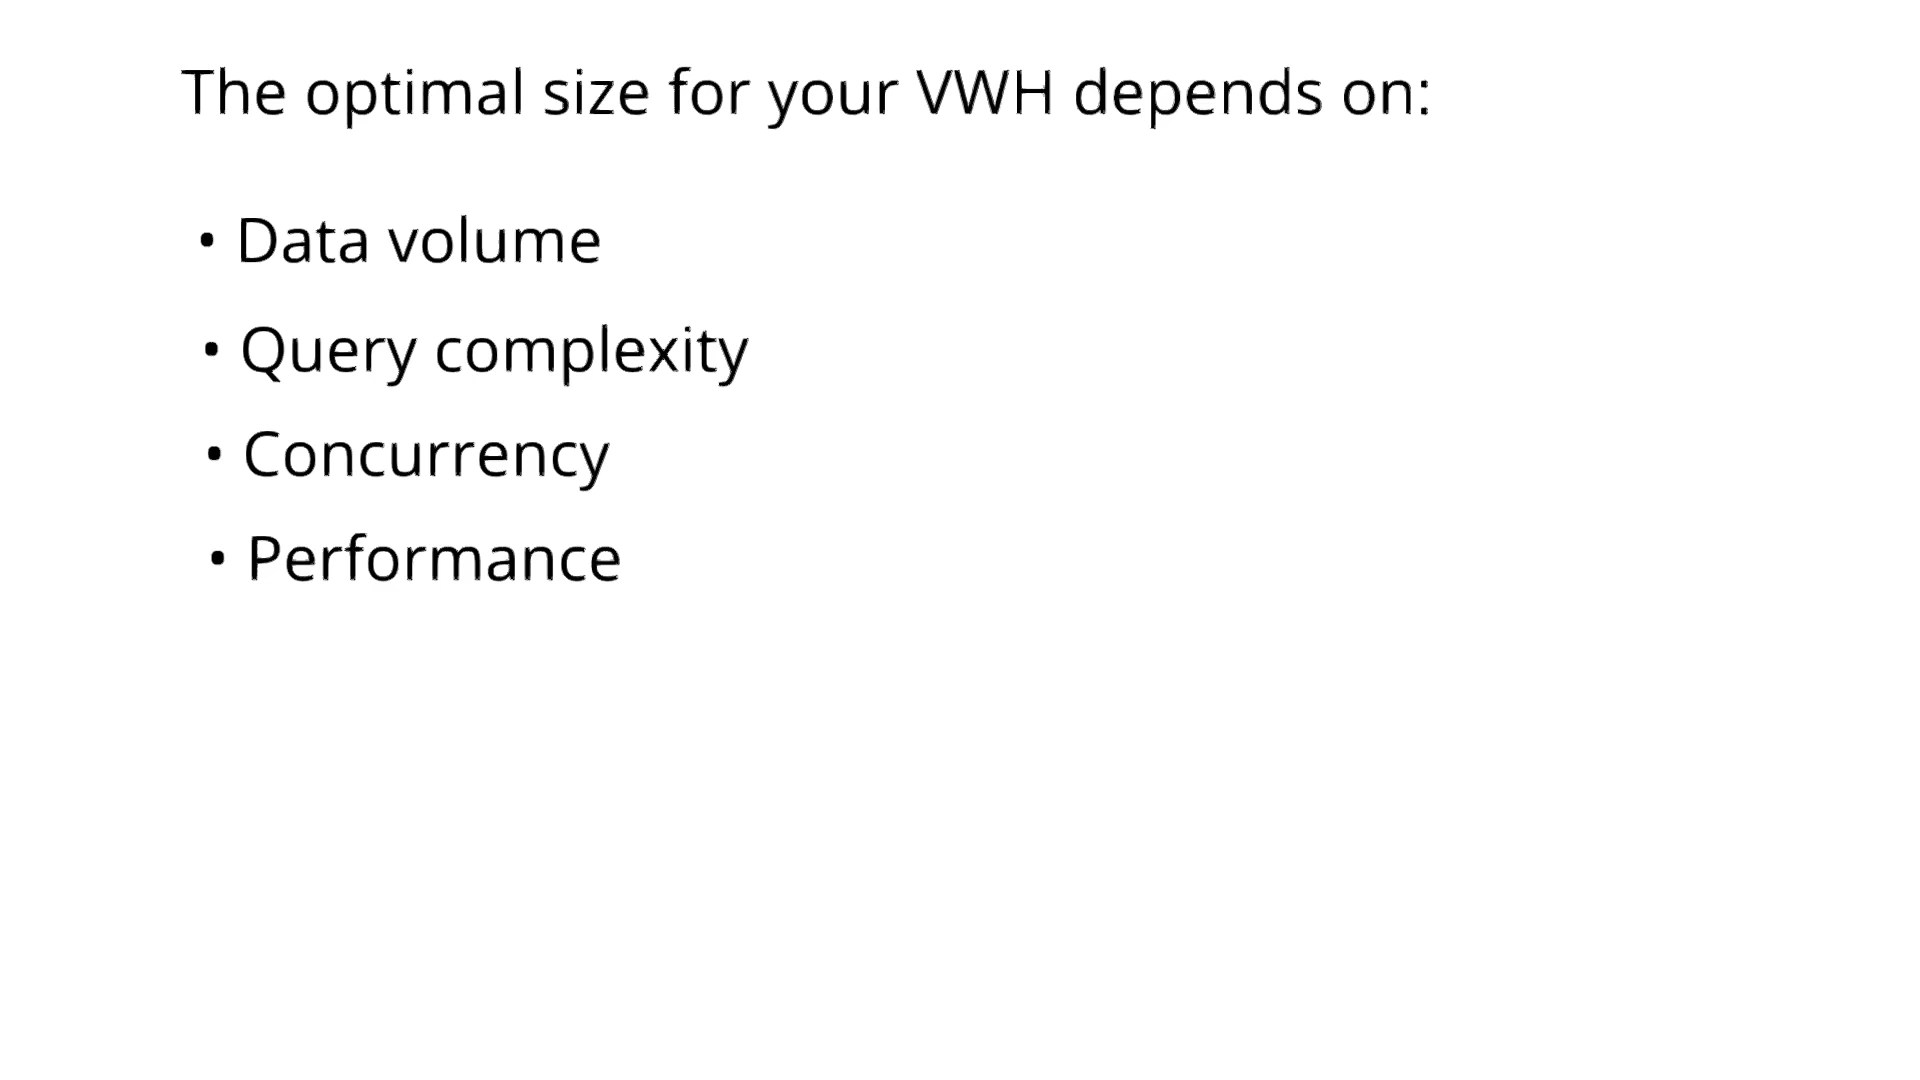 The optimal size for your VWH depends on:
• Data volume
• Query complexity
• Concurrency
• Performance